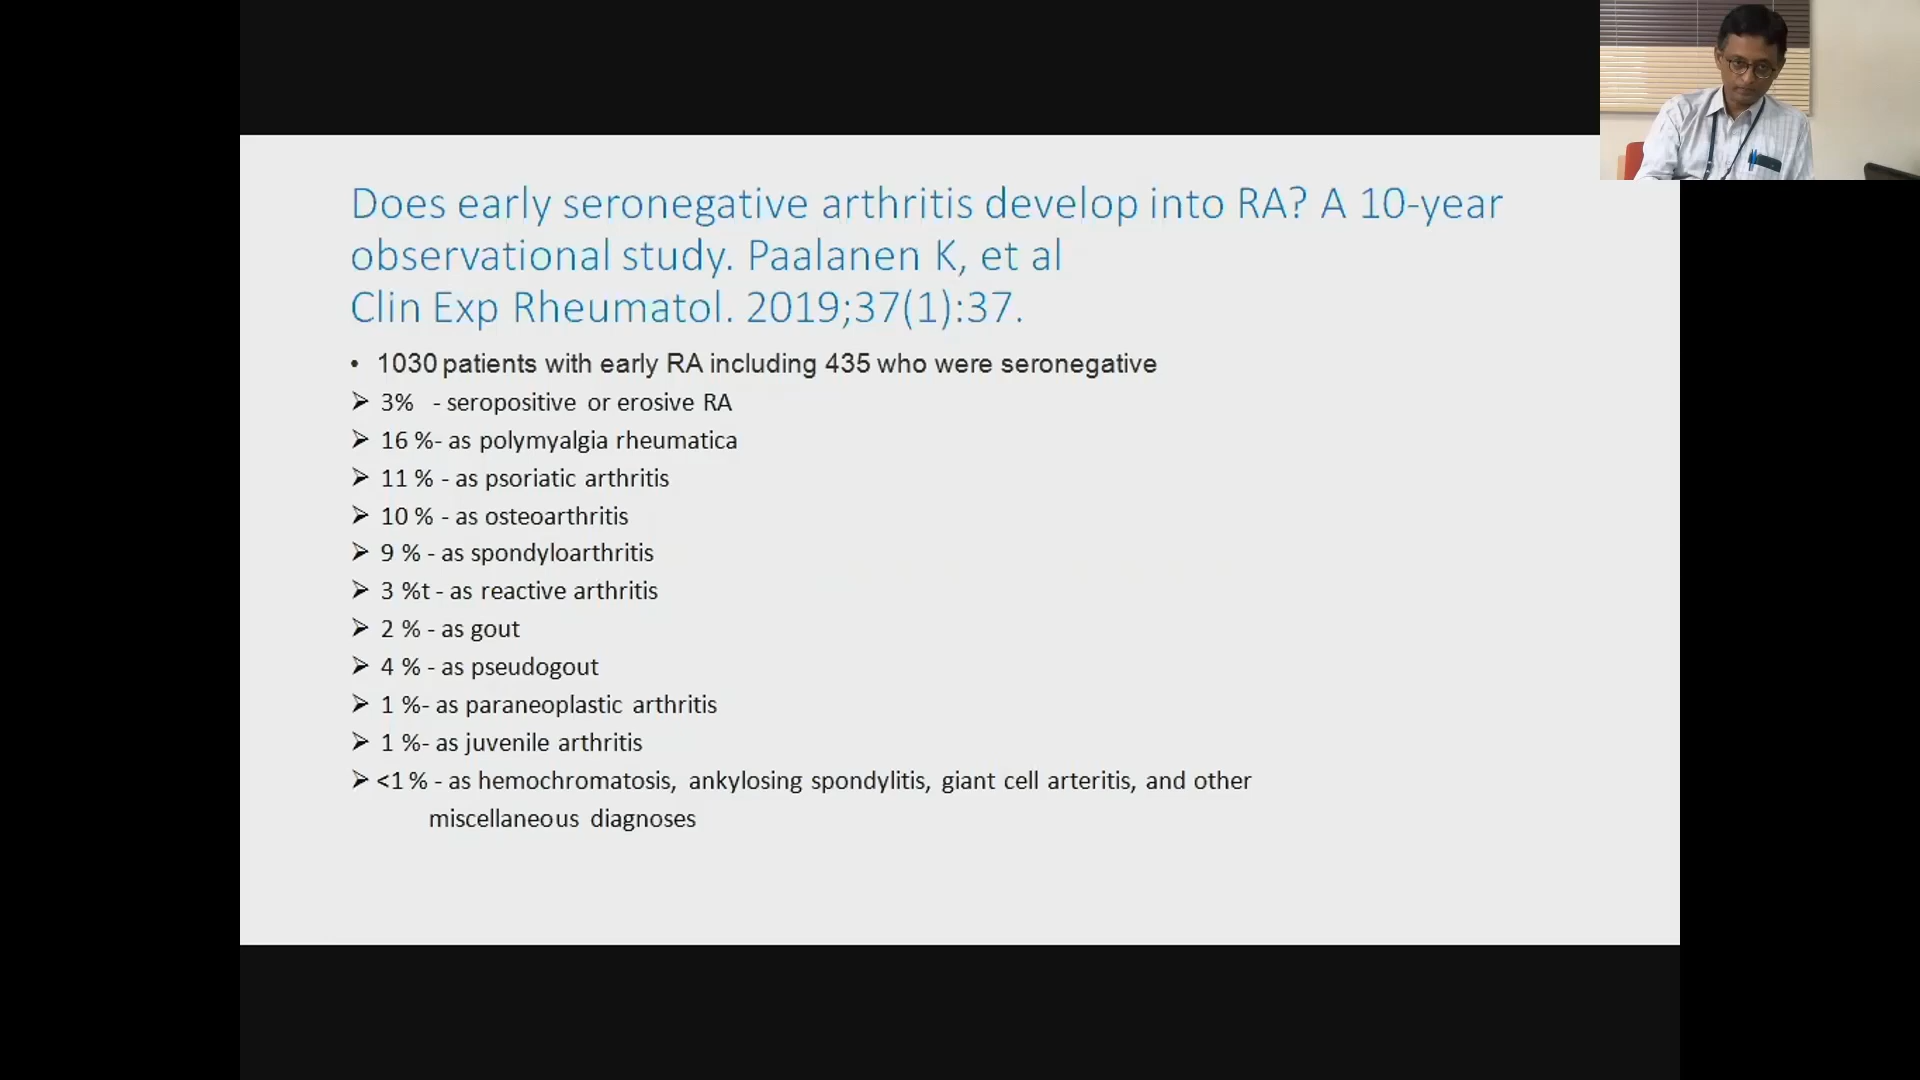 Does early seronegative arthritis develop into RA? A 10-year
observational study. Paalanen K, et al
Clin Exp Rheumatol. 2019;37(1):37.
• 1030 patients with early RA including 435 who were seronegative
➢ 3% - seropositive or erosive RA
➢ 16 %- as polymyalgia rheumatica
➢ 11 % - as psoriatic arthritis
➢ 10 % - as osteoarthritis
➢ 9 % - as spondyloarthritis
➢ 3 %t - as reactive arthritis
➢ 2 % - as gout
➢ 4 % - as pseudogout
➢ 1 %- as paraneoplastic arthritis
➢ 1 %- as juvenile arthritis
➢ <1 % - as hemochromatosis, ankylosing spondylitis, giant cell arteritis, and other
miscellaneous diagnoses